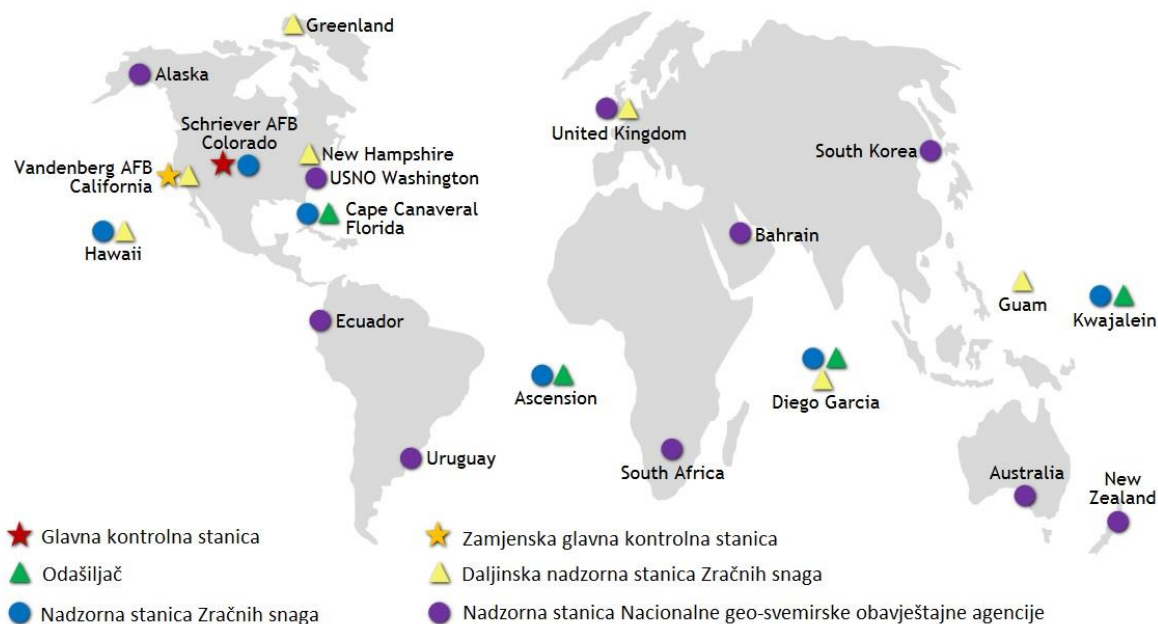 Greenland
Alaska
Schriever AFB
Colorado
United Kingdom
Vandenberg AFB
California
New Hampshire
USNO Washington
South Korea
Cape Canaveral
Florida
Hawaii
Bahrain
Guam
Kwajalein
Ecuador
Ascension
Diego Garcia
Uruguay
South Africa
Australia
New
Zealand
Glavna kontrolna stanica
Zamjenska glavna kontrolna stanica
Odašiljač
Daljinska nadzorna stanica Zračnih snaga
Nadzorna stanica Zračnih snaga
Nadzorna stanica Nacionalne geo-svemirske obavještajne agencije